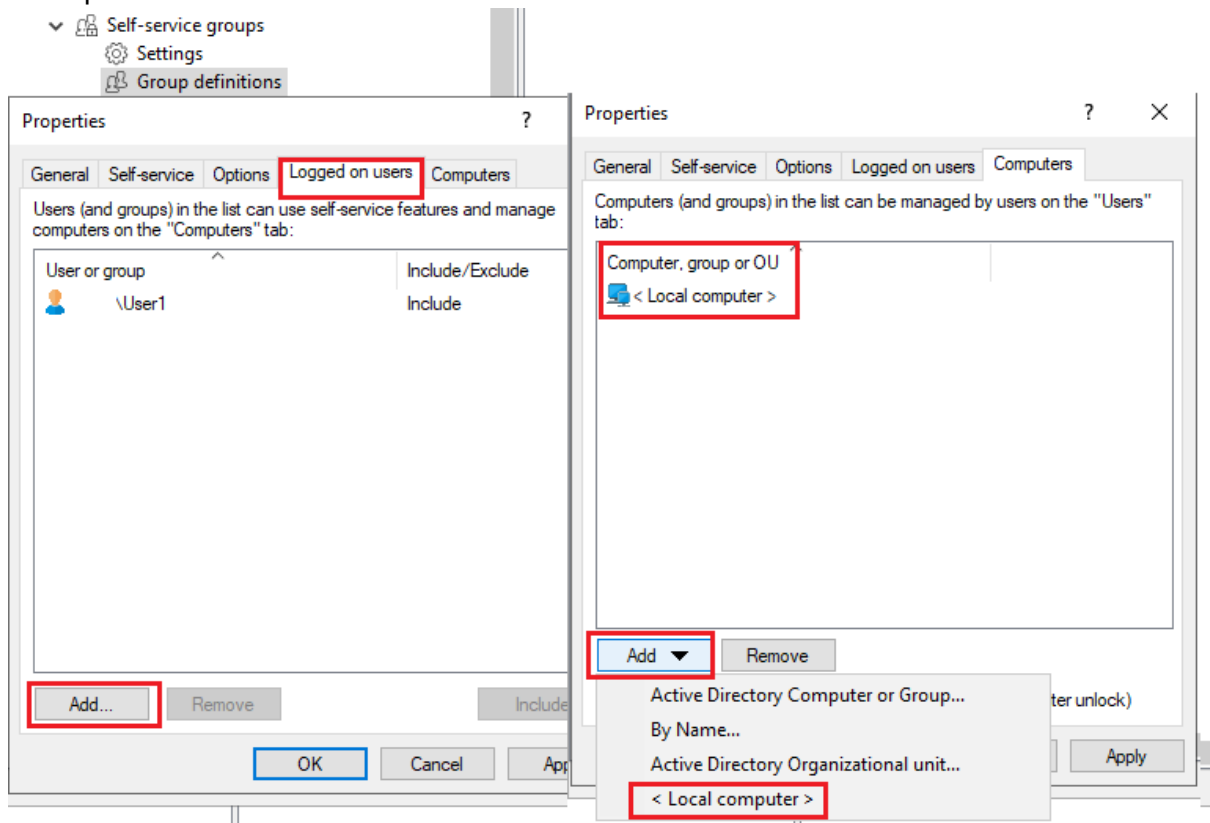 Self-service groups
Settings
Group definitions
Properties ?
General Self-service Options Logged on users Computers
Users (and groups) in the list can use self-service features and manage
computers on the "Computers" tab:
User or group Include/Exclude
\User1 Include
Add... Remove Include
OK Cancel App
Properties ?
General Self-service Options Logged on users Computers
Computers (and groups) in the list can be managed by users on the "Users"
tab:
Computer, group or OU
< Local computer >
Add Remove
Active Directory Computer or Group...
ter unlock)
By Name...
Active Directory Organizational unit...
Apply
< Local computer >